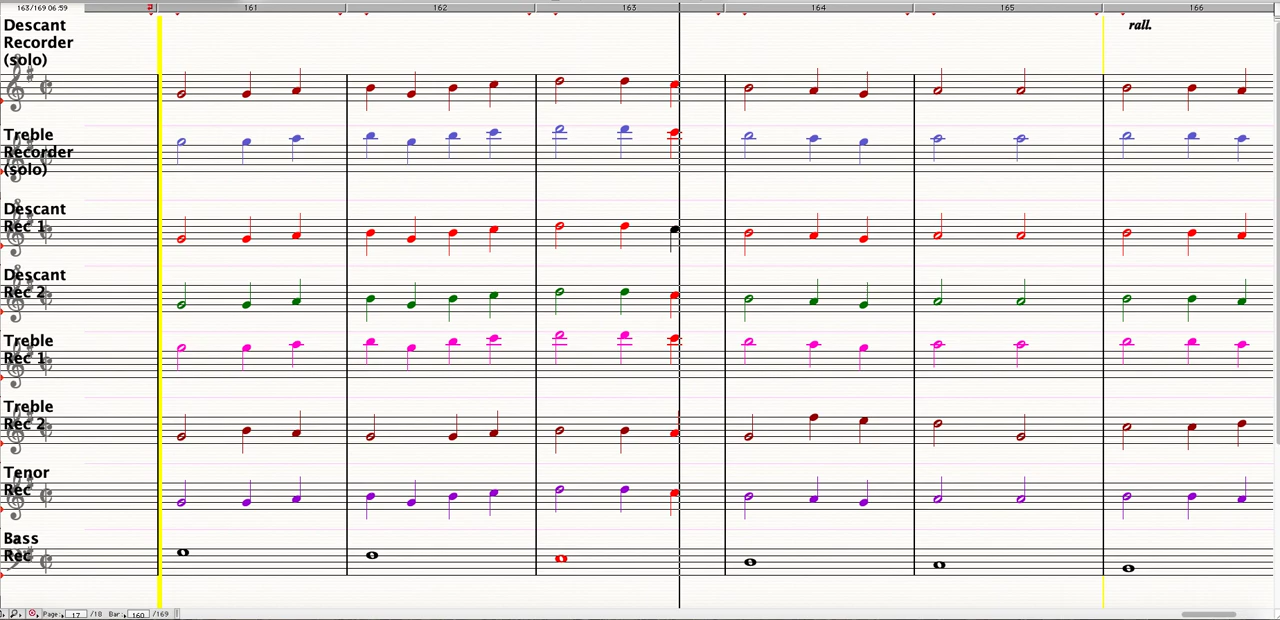 163/169 06:59
161
162
163
164
165
166
Descant
Recorder
(solo)
rall.
Treble
Recorder
(solo)
Descant
Rec 1
Descant
Rec 2
Treble
Rec 1
Treble
Rec 2
Tenor
Rec
Bass
Rec
Page: 17 /18 Bar: 160 /169